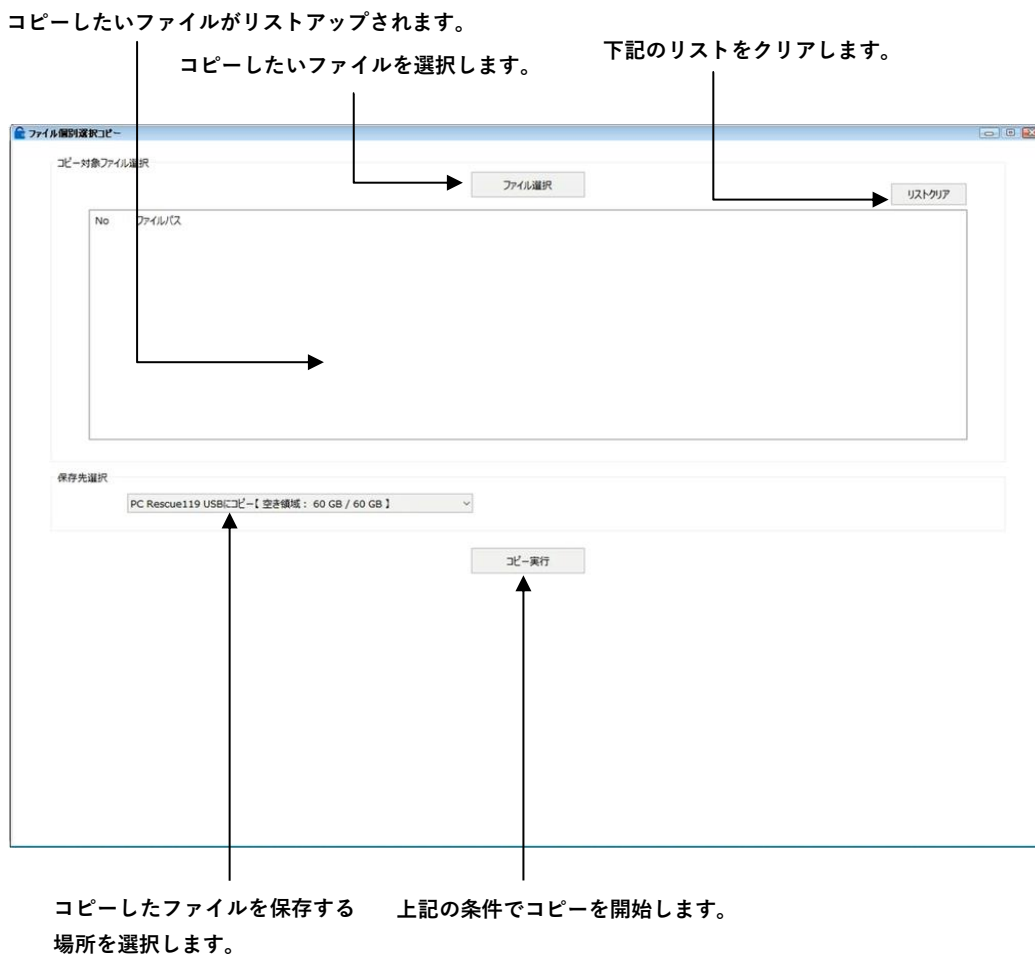 コピーしたいファイルがリストアップされます。
コピーしたいファイルを選択します。
下記のリストをクリアします。
ファイル個別選択コピー
コピー対象ファイル選択
ファイル選択
リストクリア
No ファイルパス
保存先選択
PC Rescue119 USBにコピー【 空き領域： 60 GB / 60 GB 】
コピー実行
コピーしたファイルを保存する
場所を選択します。
上記の条件でコピーを開始します。